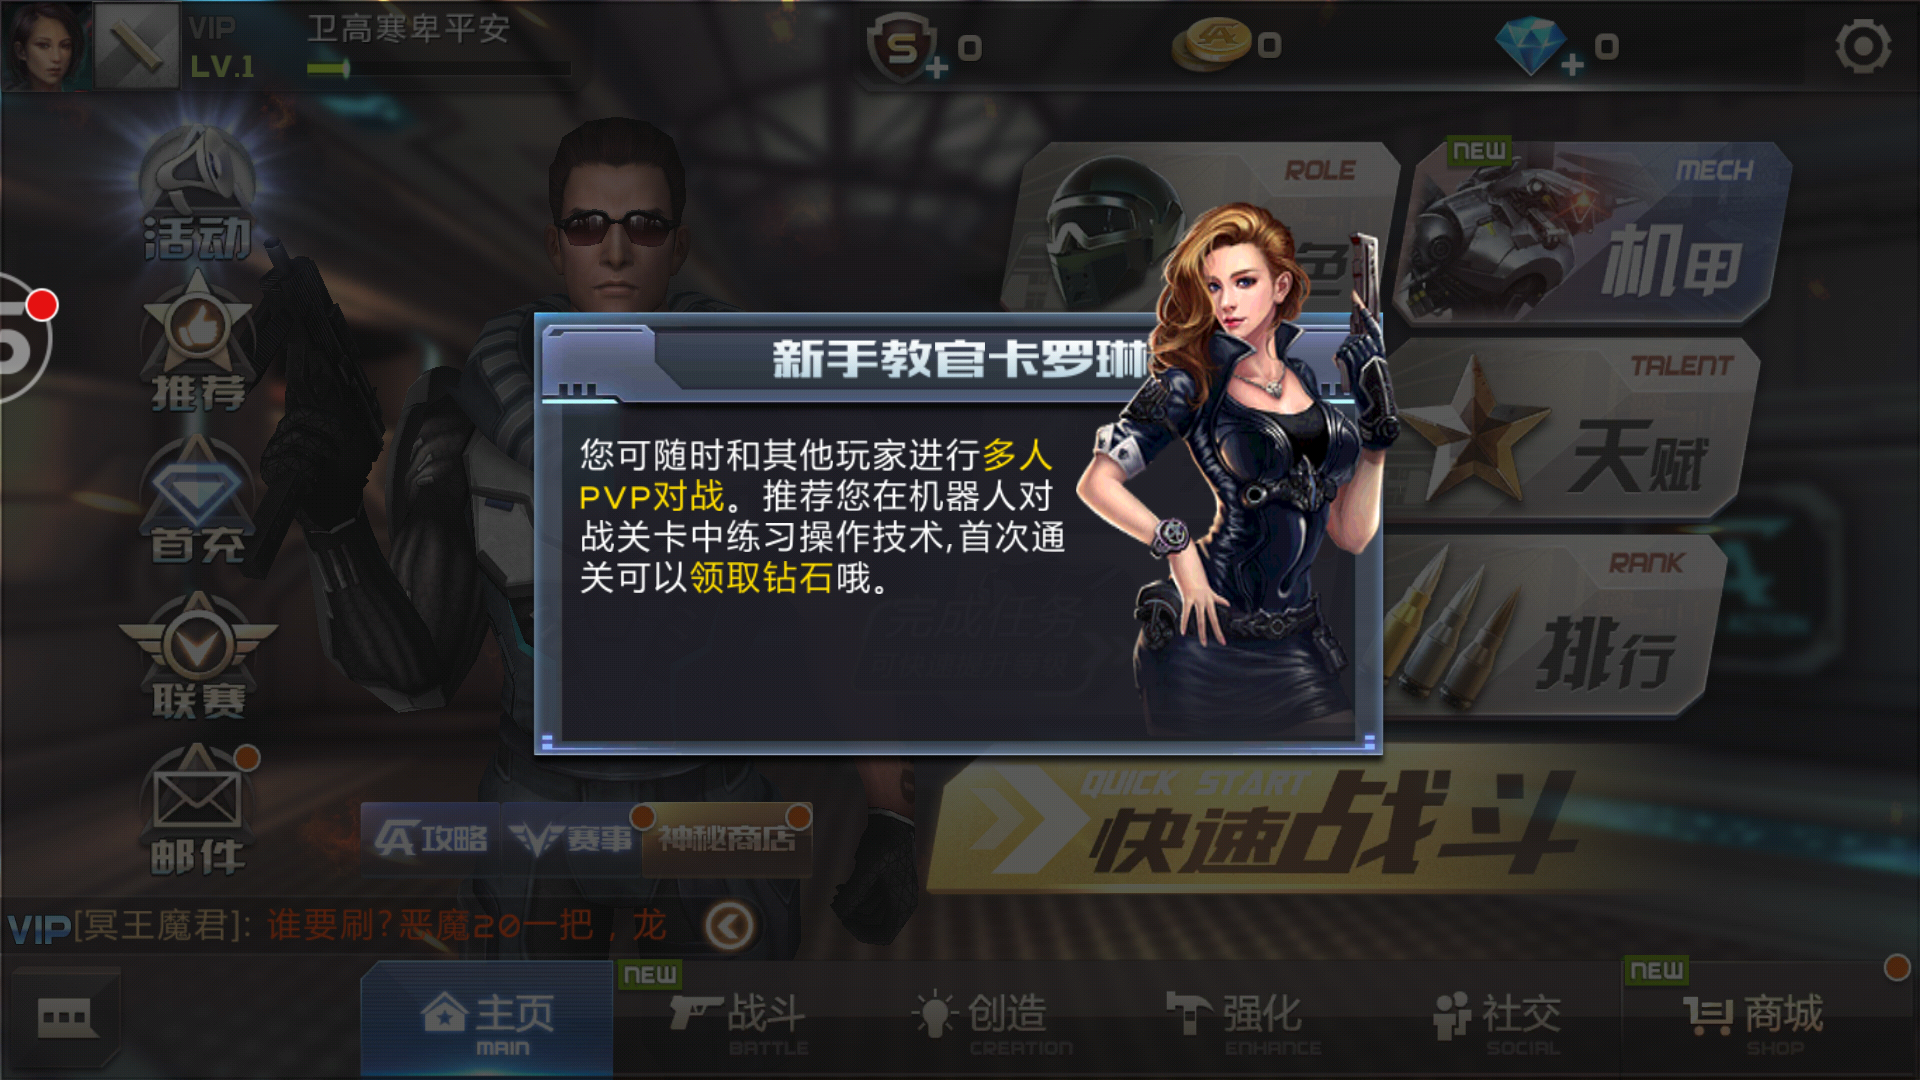 VIP
LV.1
卫高寒卑平安
S
0
0
0
活动
推荐
首充
联赛
邮件
ROLE
色
NEW
MECH
机甲
TALENT
天赋
RANK
排行
新手教官卡罗琳
您可随时和其他玩家进行多人
PVP对战。推荐您在机器人对
战关卡中练习操作技术,首次通
关可以领取钻石哦。
完成任务
可快速提升等级
QUICK START
快速战斗
攻略
赛事
神秘商店
VIP[冥王魔君]: 谁要刷?恶魔20一把，龙
主页
MAIN
NEW
战斗
BATTLE
创造
CREATION
强化
ENHANCE
社交
SOCIAL
NEW
商城
SHOP